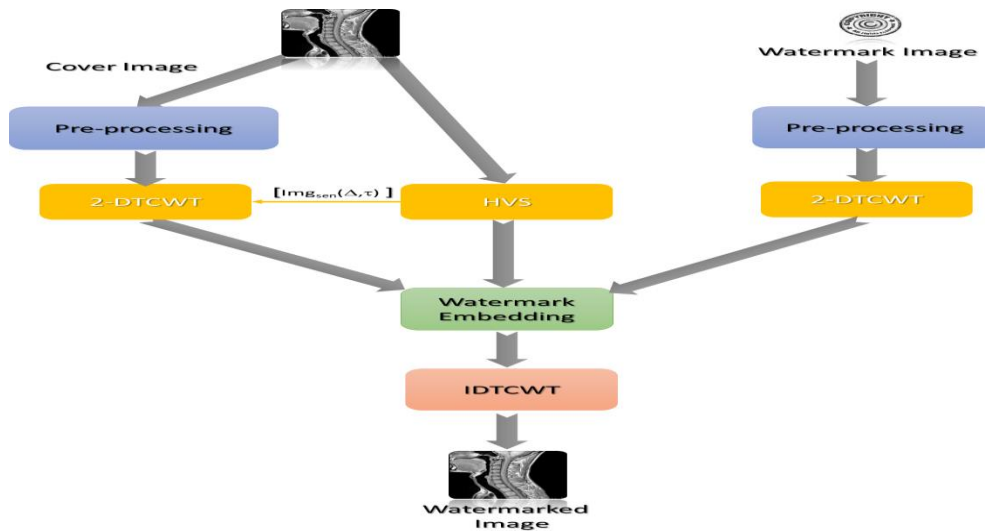 Cover Image
COPYRIGHT
Watermark Image
Pre-processing
Pre-processing
2-DTCWT
[Img_sen(Δ,τ) ]
HVS
2-DTCWT
Watermark
Embedding
IDTCWT
Watermarked
Image